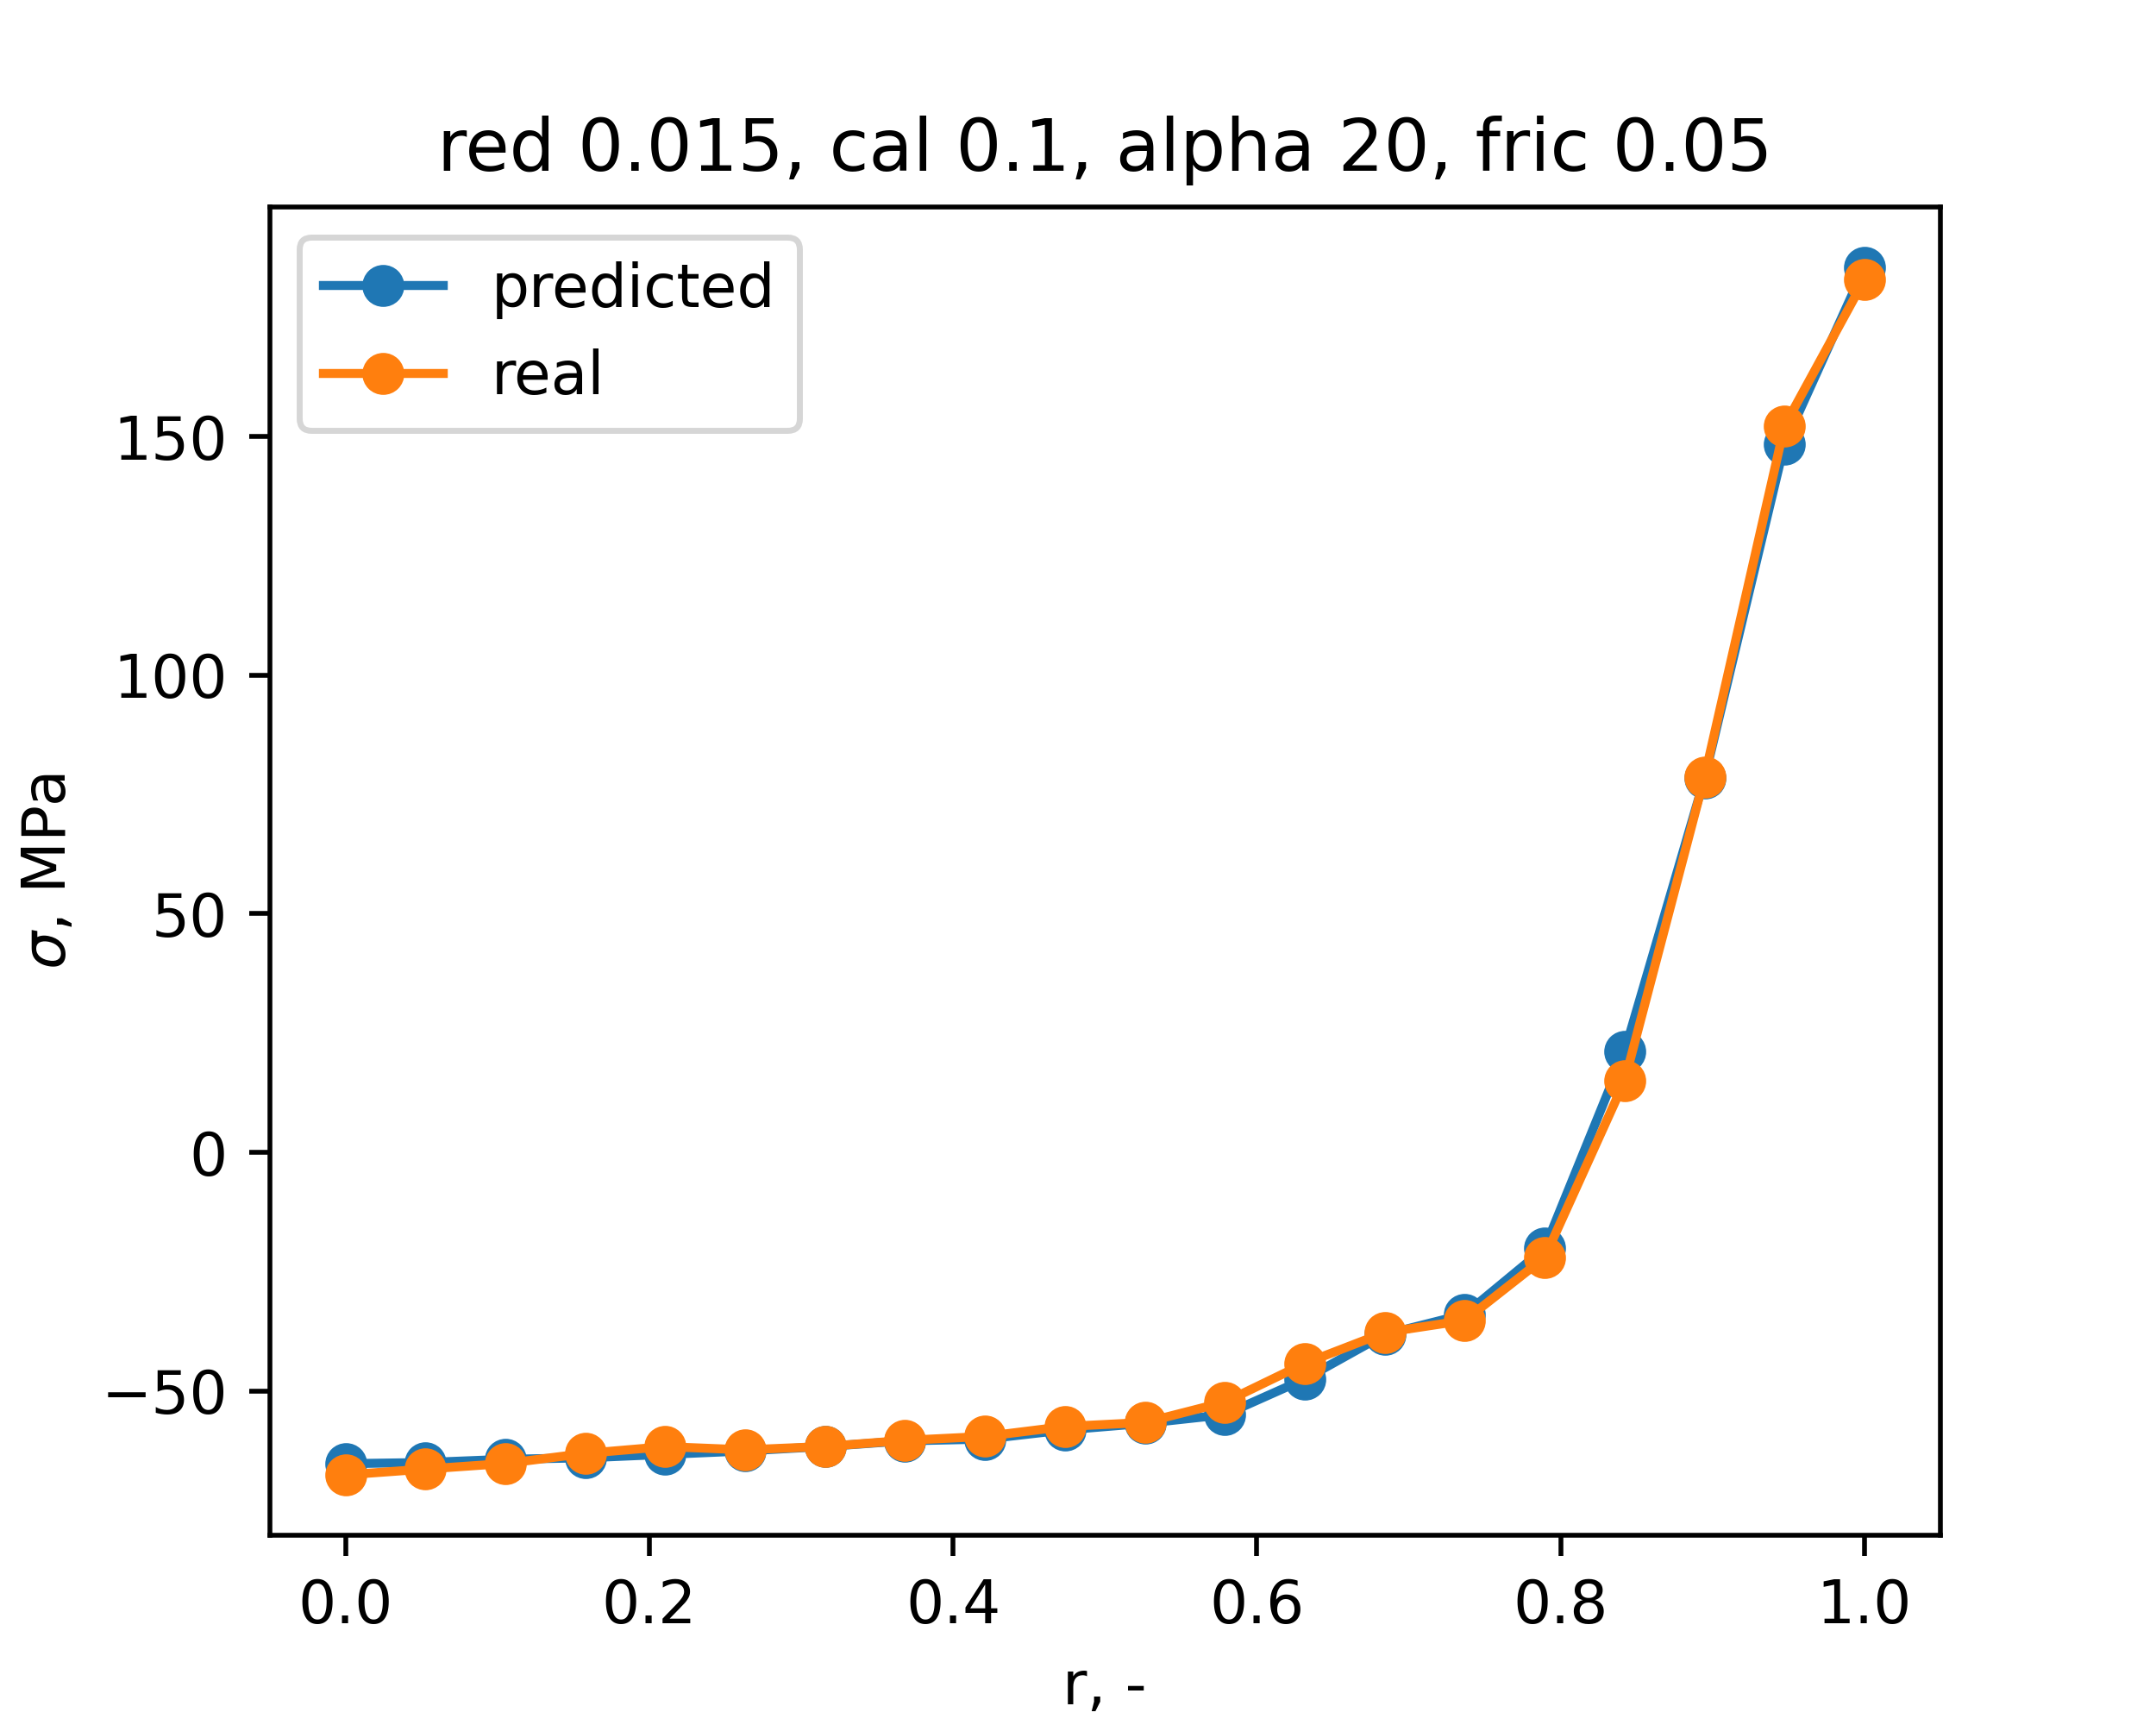 red 0.015, cal 0.1, alpha 20, fric 0.05
predicted
real
150
100
50
0
−50
σ, MPa
0.0 0.2 0.4 0.6 0.8 1.0
r, -